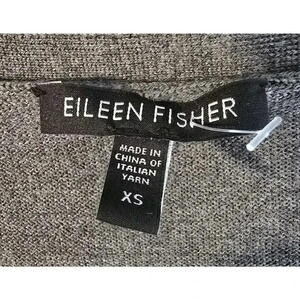 EILEEN FISHER
MADE IN
CHINA OF
ITALIAN
YARN
XS